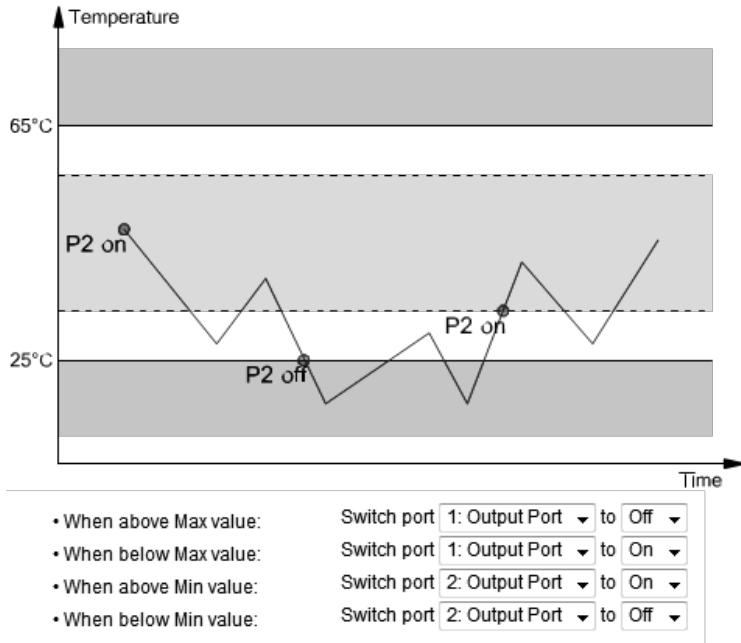 Temperature
65°C
P2 on
P2 on
25°C
P2 off
Time
• When above Max value: Switch port 1: Output Port to Off
• When below Max value: Switch port 1: Output Port to On
• When above Min value: Switch port 2: Output Port to On
• When below Min value: Switch port 2: Output Port to Off